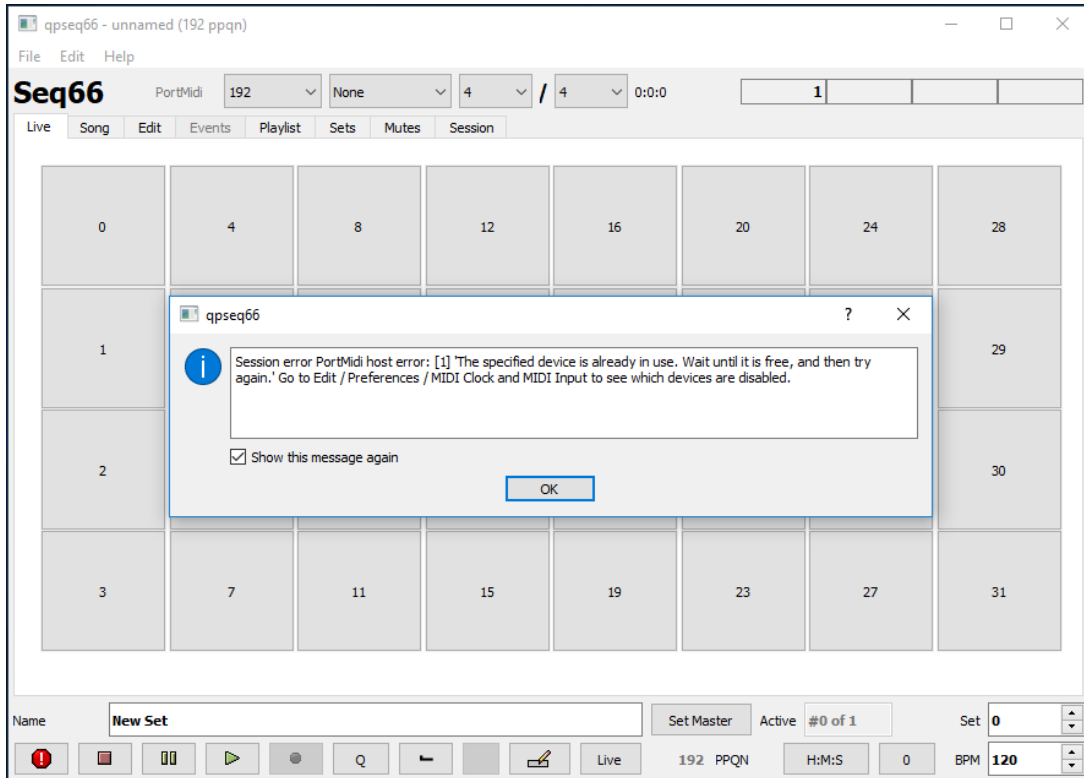 qpseq66 - unnamed (192 ppqn)
File Edit Help
Seq66 PortMidi 192 None 4 / 4 0:0:0 1
Live Song Edit Events Playlist Sets Mutes Session
0 4 8 12 16 20 24 28
qpseq66 ?
1 29
Session error PortMidi host error: [1] 'The specified device is already in use. Wait until it is free, and then try
again.' Go to Edit / Preferences / MIDI Clock and MIDI Input to see which devices are disabled.
Show this message again
2 30
OK
3 7 11 15 19 23 27 31
Name New Set Set Master Active #0 of 1 Set 0
Q Live 192 PPQN H:M:S 0 BPM 120